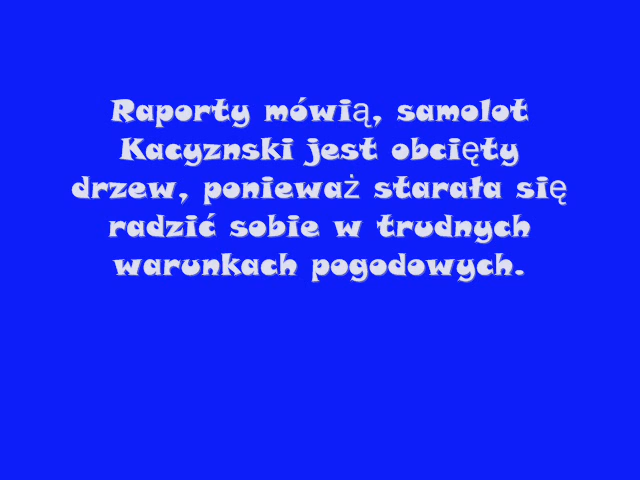 Raporty mówią, samolot
Kacyznski jest obcięty
drzew, ponieważ starała się
radzić sobie w trudnych
warunkach pogodowych.